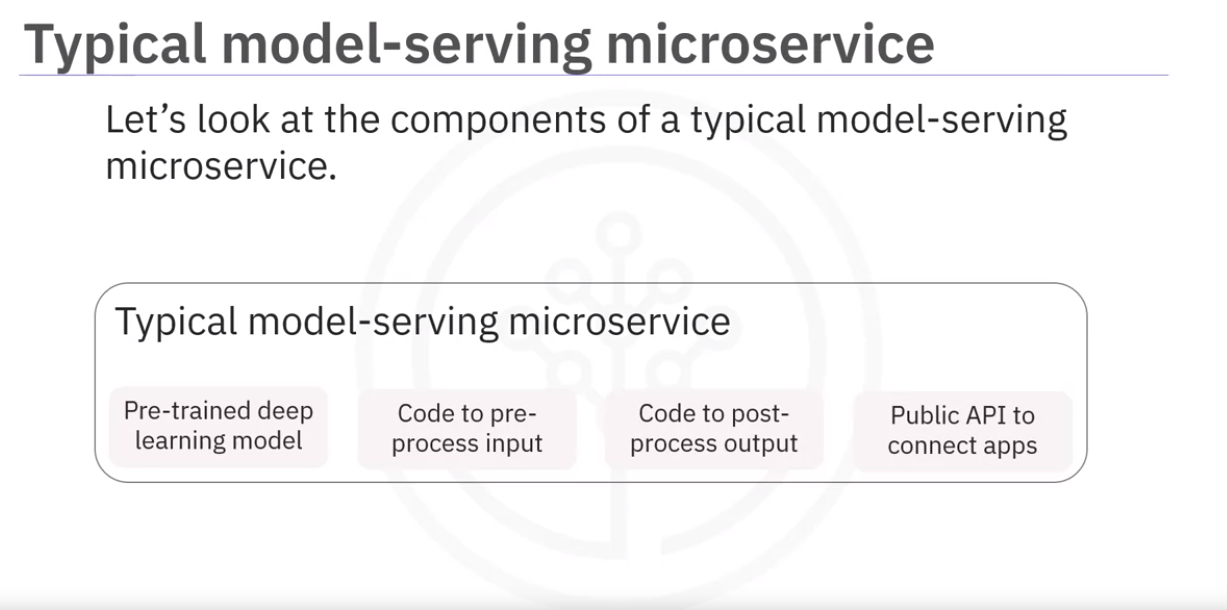 Typical model-serving microservice
Let's look at the components of a typical model-serving
microservice.
Typical model-serving microservice
Pre-trained deep
learning model
Code to pre-
process input
Code to post-
process output
Public API to
connect apps